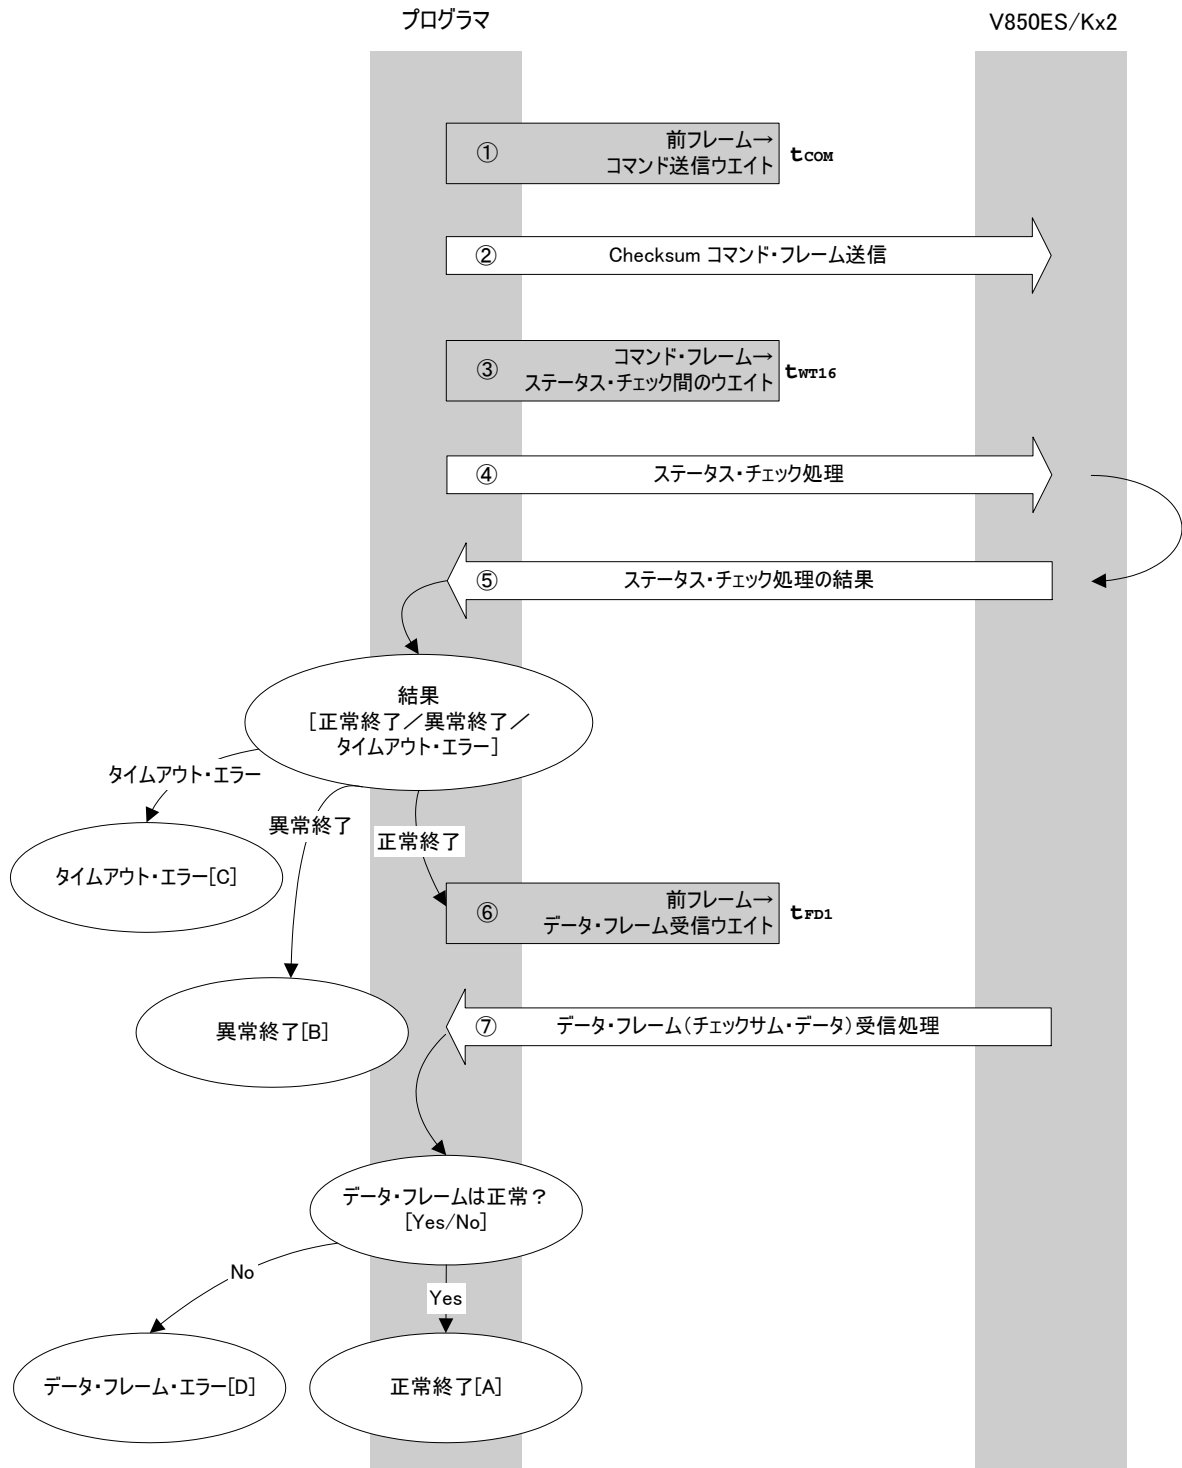 プログラマ
V850ES/Kx2
①
前フレーム→
コマンド送信ウエイト
tCOM
② Checksum コマンド・フレーム送信
③
コマンド・フレーム→
ステータス・チェック間のウエイト
tWT16
④ ステータス・チェック処理
⑤ ステータス・チェック処理の結果
結果
[正常終了／異常終了／
タイムアウト・エラー]
タイムアウト・エラー
異常終了
正常終了
タイムアウト・エラー[C]
⑥
前フレーム→
データ・フレーム受信ウエイト
tFD1
異常終了[B]
⑦ データ・フレーム(チェックサム・データ)受信処理
データ・フレームは正常？
[Yes/No]
No
Yes
データ・フレーム・エラー[D]
正常終了[A]